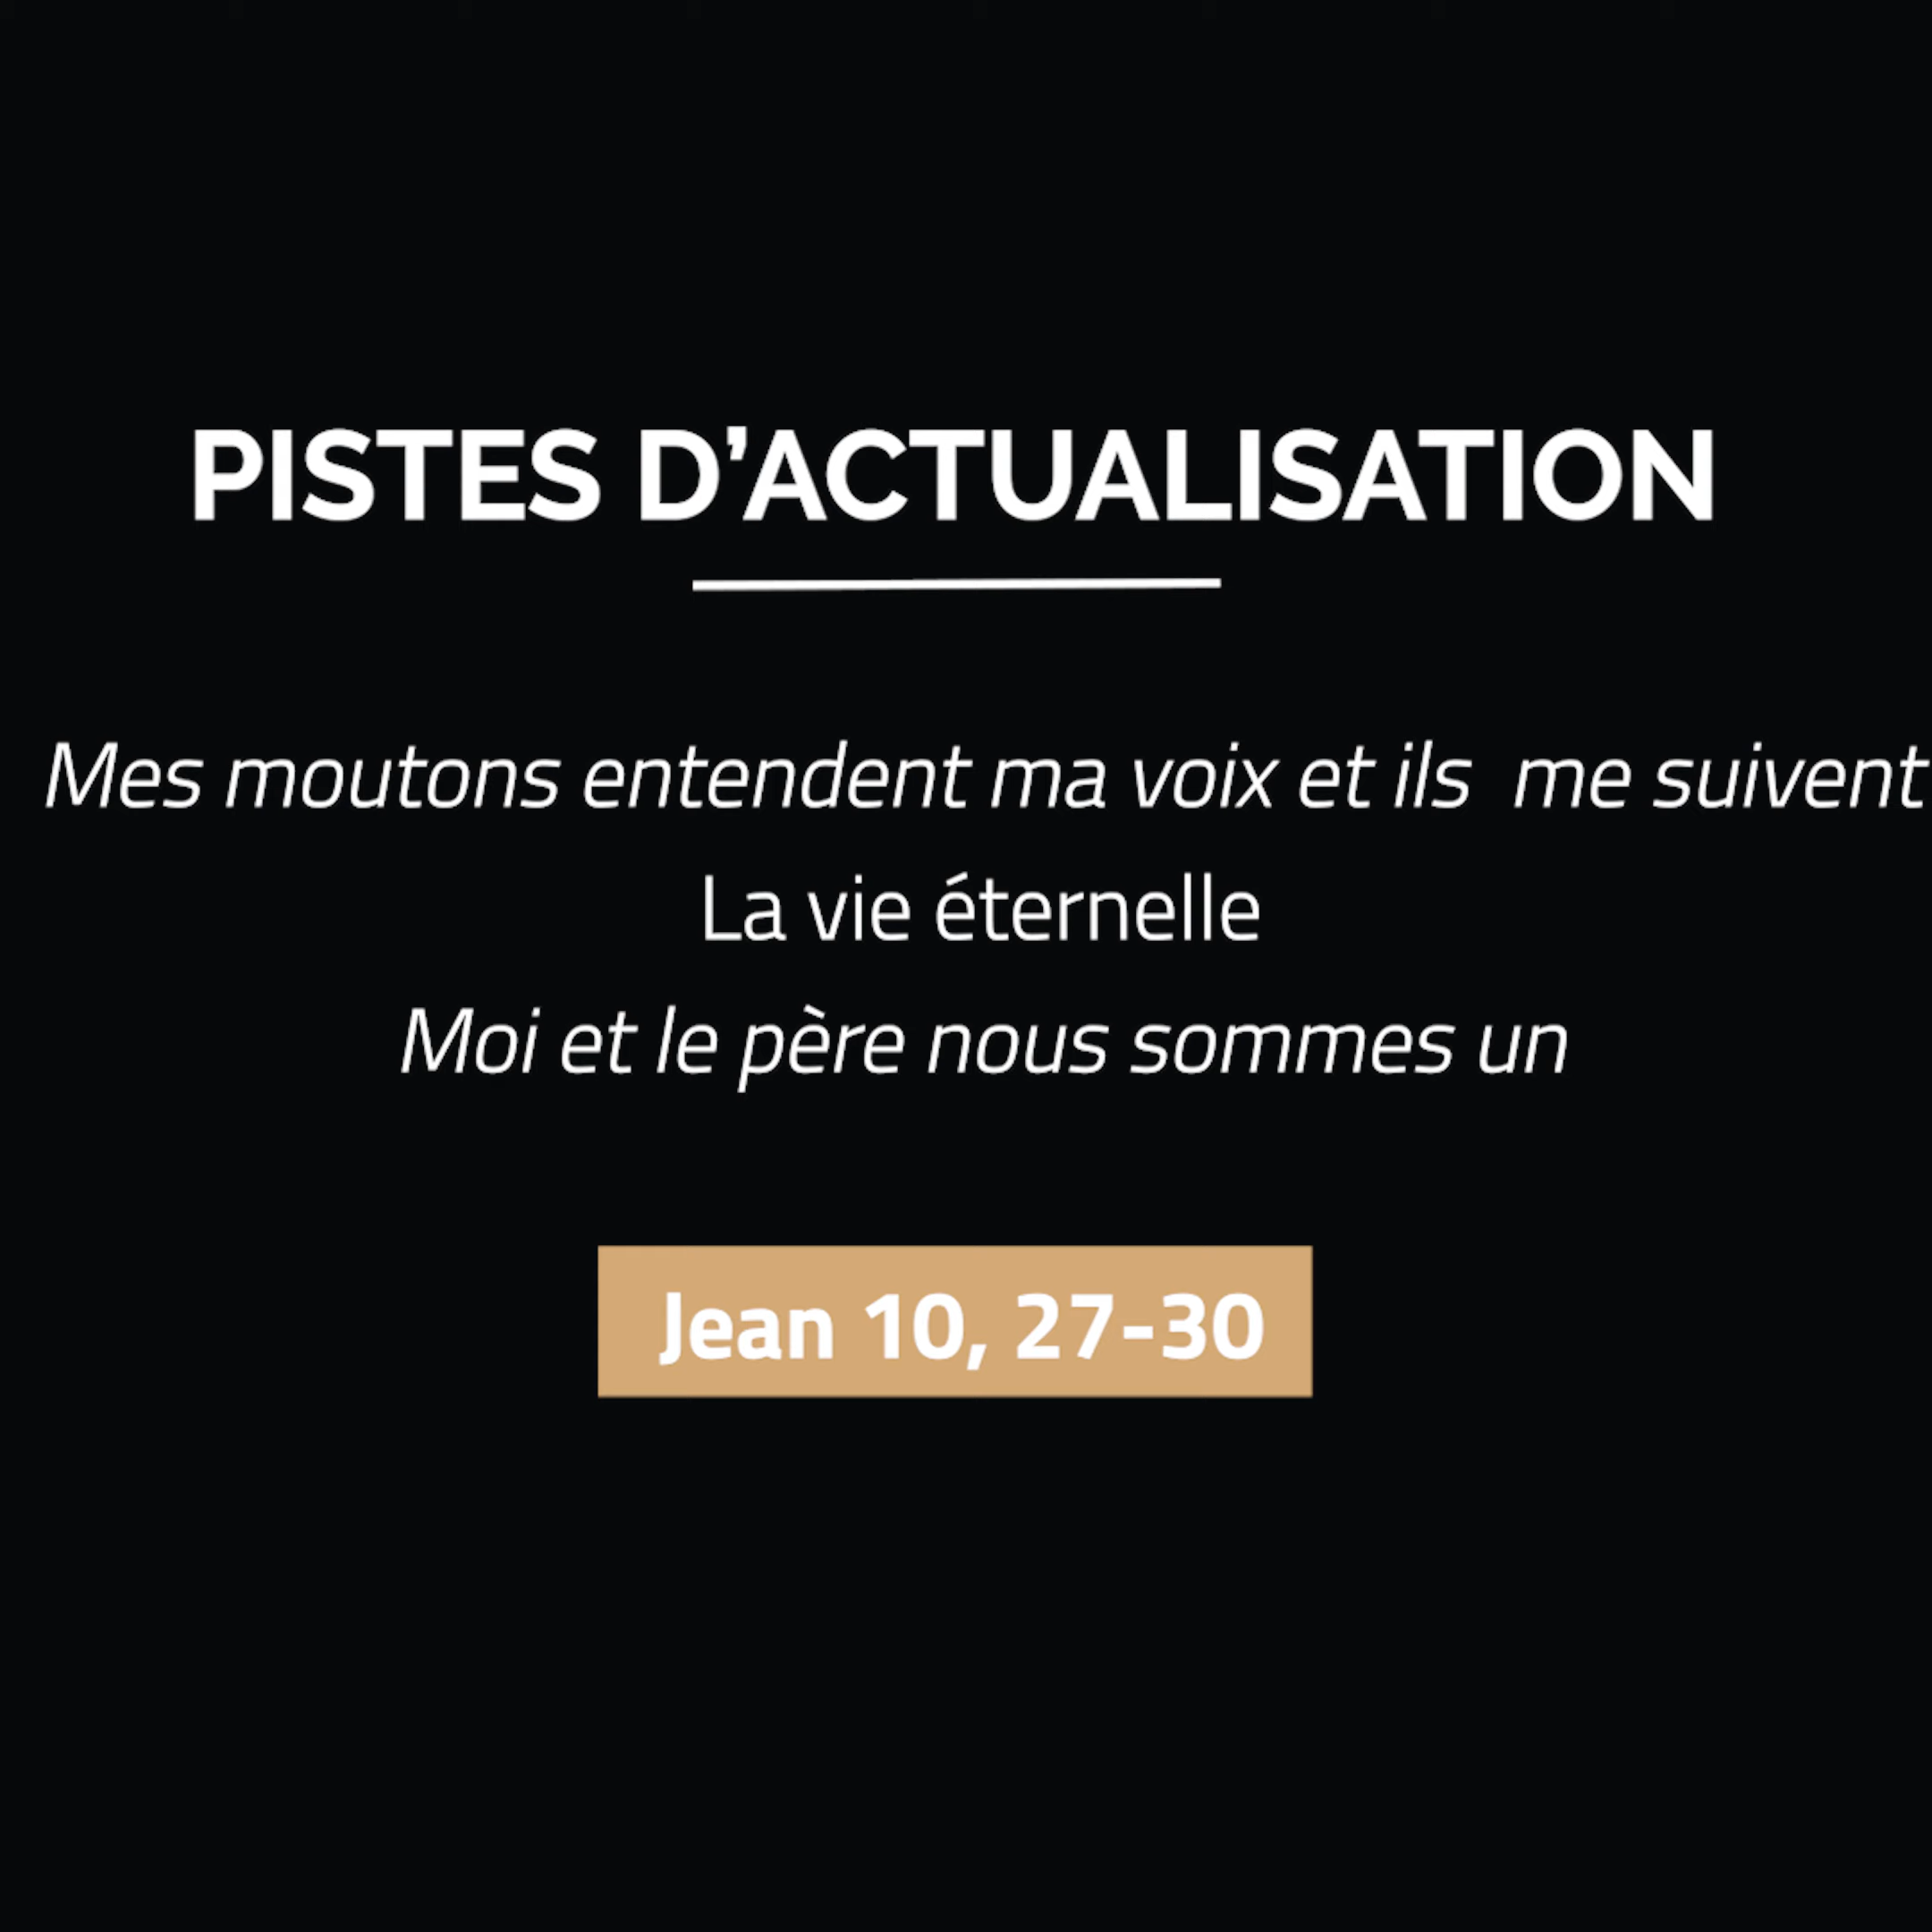 PISTES D’ACTUALISATION
Mes moutons entendent ma voix et ils  me suivent
La vie éternelle
Moi et le père nous sommes un
Jean 10, 27-30